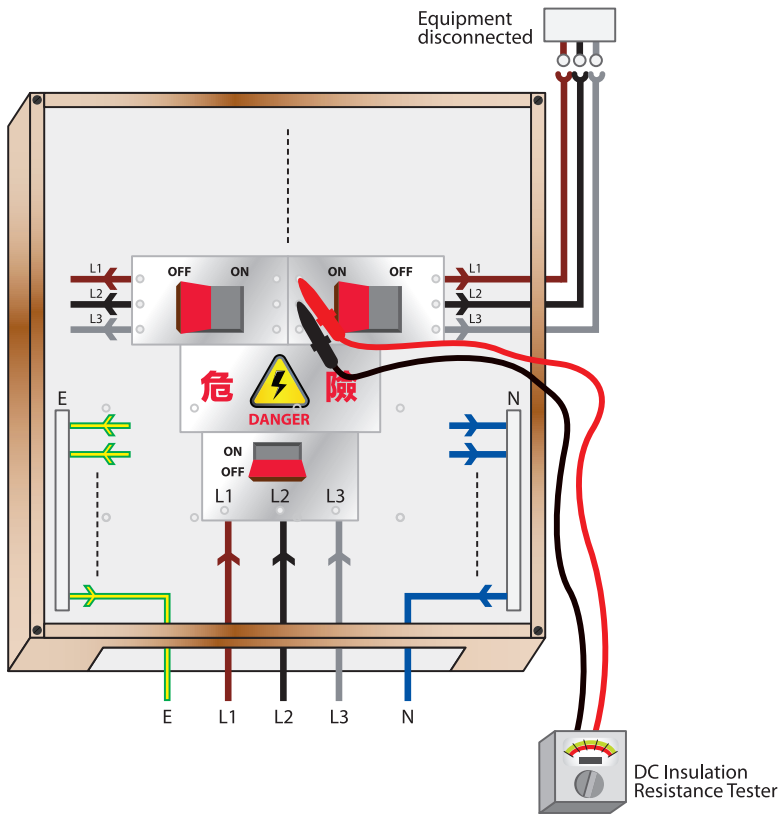 Equipment
disconnected
OFF ON
ON OFF
L1
L2
L3
L1
L2
L3
危 險
DANGER
E
N
ON
OFF
L1 L2 L3
E L1 L2 L3 N
DC Insulation
Resistance Tester